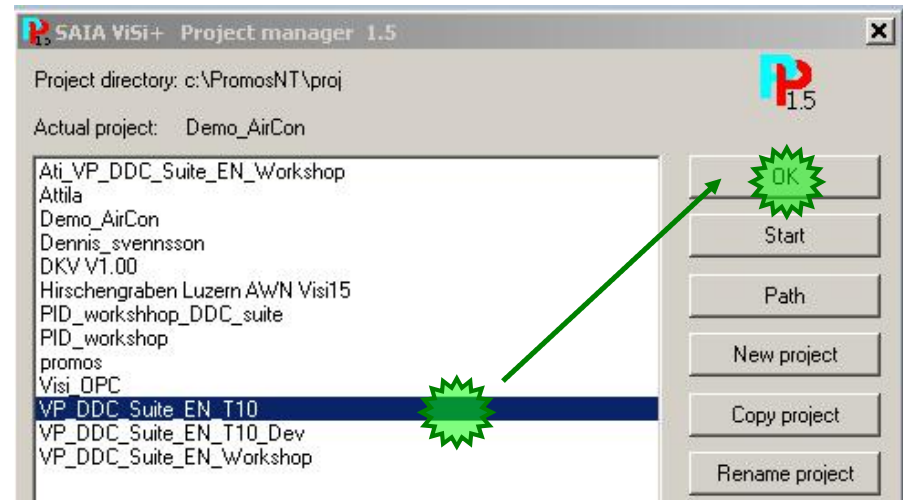 SAIA ViSi+ Project manager 1.5
Project directory: c:\PromosNT\proj
1.5
Actual project: Demo_AirCon
Ati_VP_DDC_Suite_EN_Workshop
Attila
Demo_AirCon
Dennis_svennsson
DKV V1.00
Hirschengraben Luzern AWN Visi15
PID_workshhop_DDC_suite
PID_workshop
promos
Visi_OPC
VP_DDC_Suite_EN_T10
VP_DDC_Suite_EN_T10_Dev
VP_DDC_Suite_EN_Workshop
OK
Start
Path
New project
Copy project
Rename project